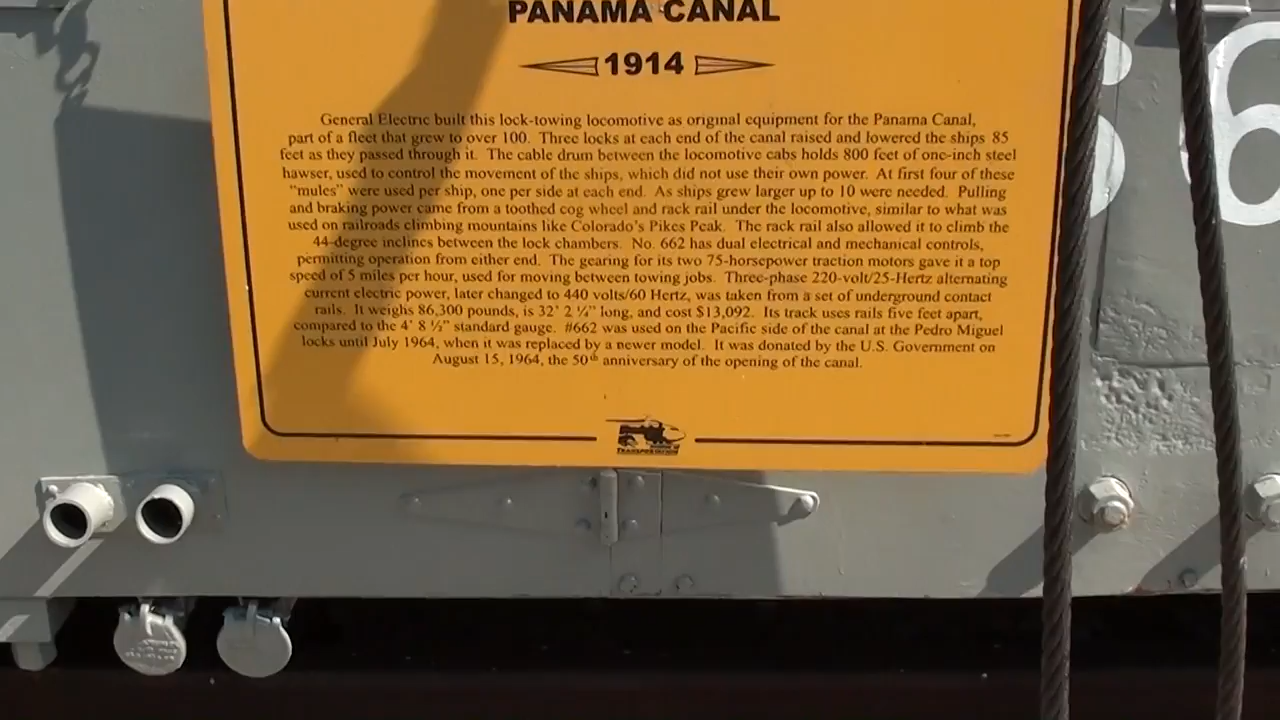 PANAMA CANAL
1914
General Electric built this lock-towing locomotive as original equipment for the Panama Canal,
part of a fleet that grew to over 100. Three locks at each end of the canal raised and lowered the ships 85
feet as they passed through it. The cable drum between the locomotive cabs holds 800 feet of one-inch steel
hawser, used to control the movement of the ships, which did not use their own power. At first four of these
“mules” were used per ship, one per side at each end. As ships grew larger up to 10 were needed. Pulling
and braking power came from a toothed cog wheel and rack rail under the locomotive, similar to what was
used on railroads climbing mountains like Colorado’s Pikes Peak. The rack rail also allowed it to climb the
44-degree inclines between the lock chambers. No. 662 has dual electrical and mechanical controls,
permitting operation from either end. The gearing for its two 75-horsepower traction motors gave it a top
speed of 5 miles per hour, used for moving between towing jobs. Three-phase 220-volt/25-Hertz alternating
current electric power, later changed to 440 volts/60 Hertz, was taken from a set of underground contact
rails. It weighs 86,300 pounds, is 32’ 2 ¼” long, and cost $13,092. Its track uses rails five feet apart,
compared to the 4’ 8 ½” standard gauge. #662 was used on the Pacific side of the canal at the Pedro Miguel
locks until July 1964, when it was replaced by a newer model. It was donated by the U.S. Government on
August 15, 1964, the 50th anniversary of the opening of the canal.
TRANSPORTATION
6